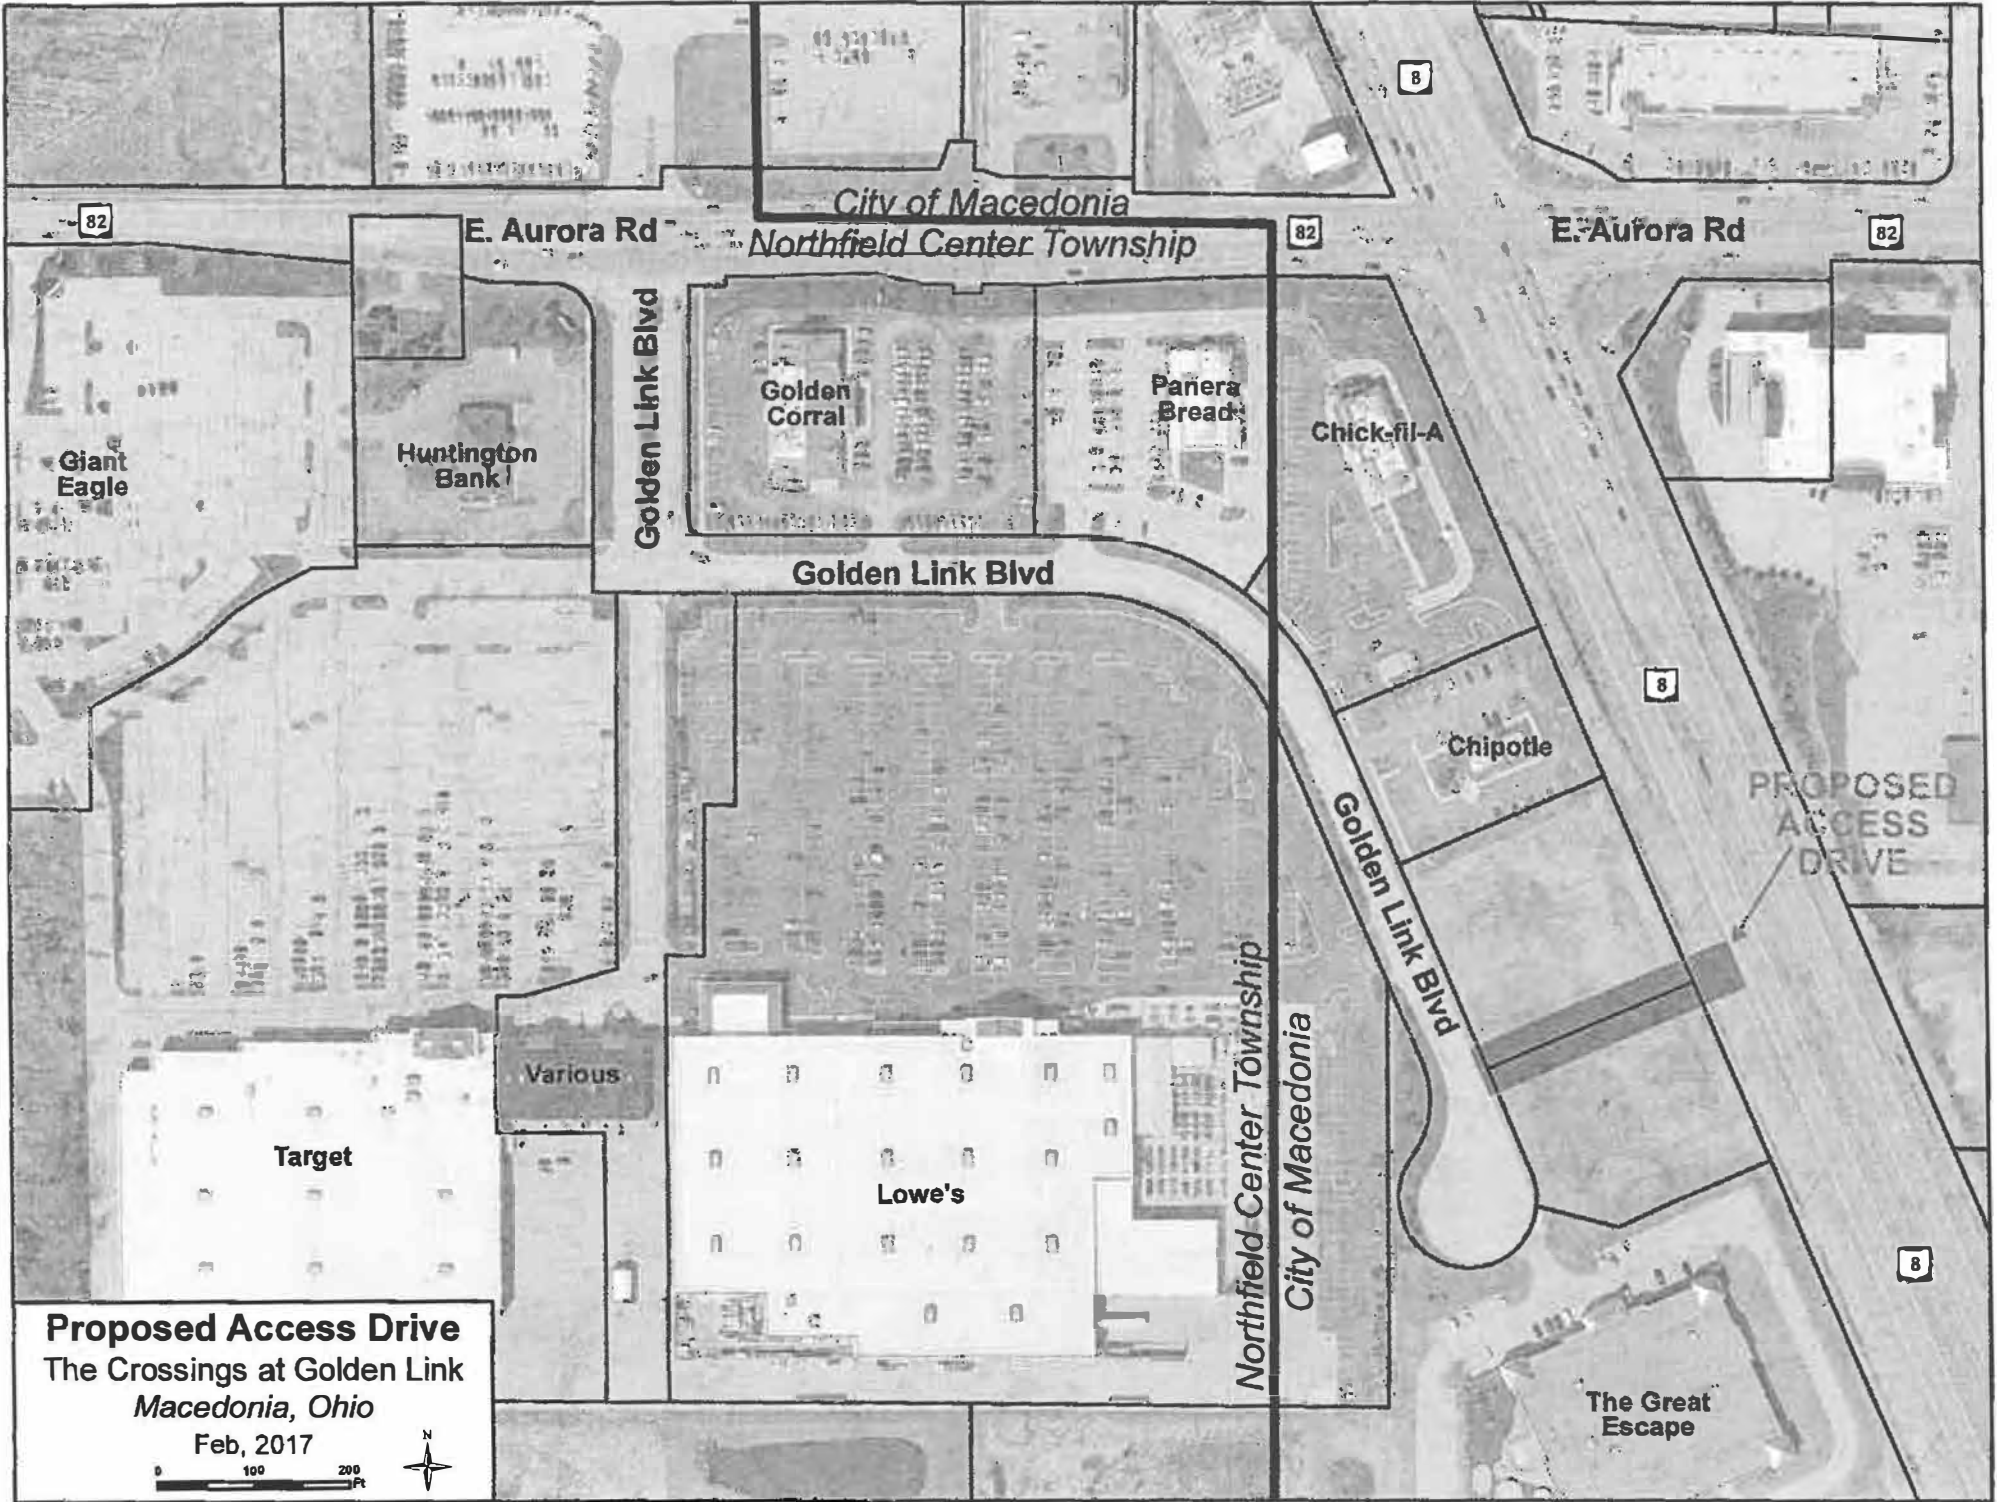 8
City of Macedonia
82
E. Aurora Rd
Northfield Center Township
82
E. Aurora Rd
82
Golden Link Blvd
Golden
Corral
Panera
Bread
Chick-fil-A
Giant
Eagle
Huntington
Bank
Golden Link Blvd
8
Chipotle
PROPOSED
ACCESS
DRIVE
Golden Link Blvd
Northfield Center Township
City of Macedonia
Various
Target
Lowe's
8
The Great
Escape
Proposed Access Drive
The Crossings at Golden Link
Macedonia, Ohio
Feb, 2017
N
0 100 200
Ft